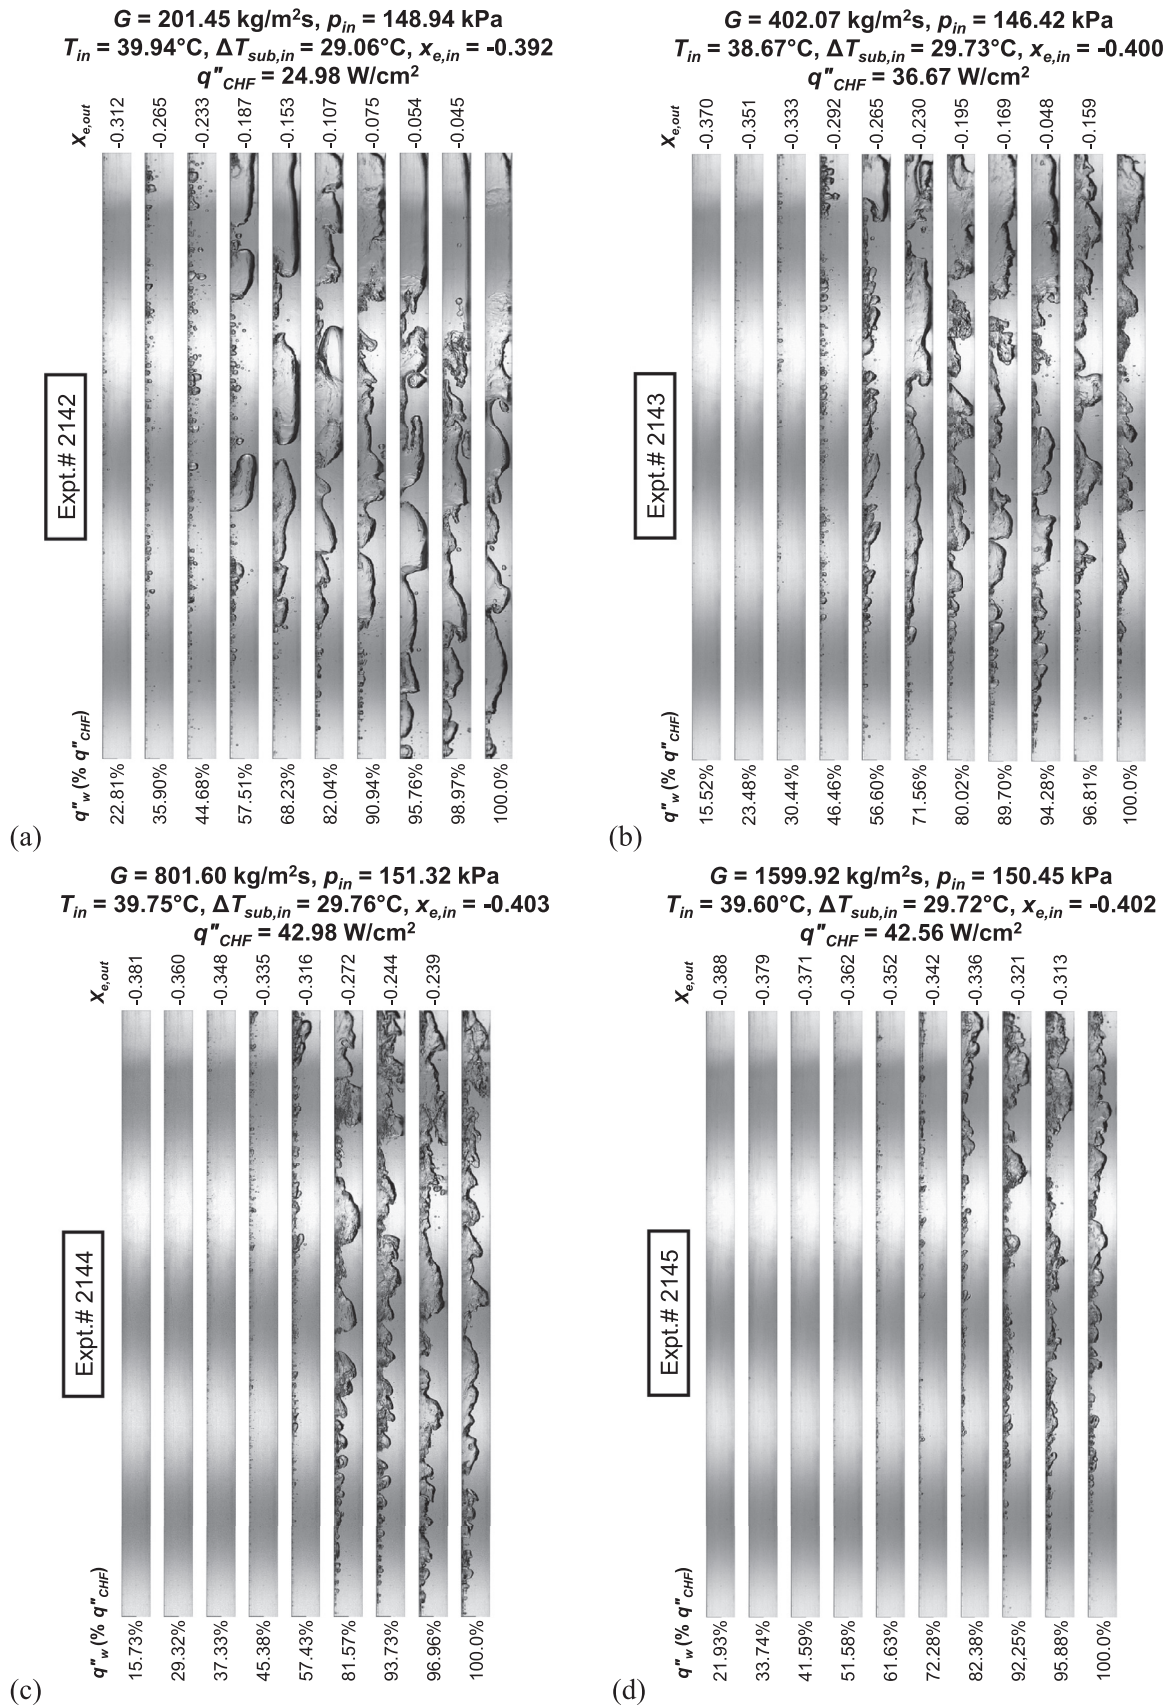 G = 201.45 kg/m²s, p_in = 148.94 kPa
T_in = 39.94°C, ΔT_sub,in = 29.06°C, x_e,in = -0.392
q"_CHF = 24.98 W/cm²
x_e,out
-0.312
-0.265
-0.233
-0.187
-0.153
-0.107
-0.075
-0.054
-0.045
Expt.# 2142
q"_w (% q"_CHF)
22.81%
35.90%
44.68%
57.51%
68.23%
82.04%
90.94%
95.76%
98.97%
100.0%
(a)
G = 402.07 kg/m²s, p_in = 146.42 kPa
T_in = 38.67°C, ΔT_sub,in = 29.73°C, x_e,in = -0.400
q"_CHF = 36.67 W/cm²
x_e,out
-0.370
-0.351
-0.333
-0.292
-0.265
-0.230
-0.195
-0.169
-0.048
-0.159
Expt.# 2143
q"_w (% q"_CHF)
15.52%
23.48%
30.44%
46.46%
56.60%
71.56%
80.02%
89.70%
94.28%
96.81%
100.0%
(b)
G = 801.60 kg/m²s, p_in = 151.32 kPa
T_in = 39.75°C, ΔT_sub,in = 29.76°C, x_e,in = -0.403
q"_CHF = 42.98 W/cm²
x_e,out
-0.381
-0.360
-0.348
-0.335
-0.316
-0.272
-0.244
-0.239
Expt.# 2144
q"_w (% q"_CHF)
15.73%
29.32%
37.33%
45.38%
57.43%
81.57%
93.73%
96.96%
100.0%
(c)
G = 1599.92 kg/m²s, p_in = 150.45 kPa
T_in = 39.60°C, ΔT_sub,in = 29.72°C, x_e,in = -0.402
q"_CHF = 42.56 W/cm²
x_e,out
-0.388
-0.379
-0.371
-0.362
-0.352
-0.342
-0.336
-0.321
-0.313
Expt.# 2145
q"_w (% q"_CHF)
21.93%
33.74%
41.59%
51.58%
61.63%
72.28%
82.38%
92.25%
95.88%
100.0%
(d)